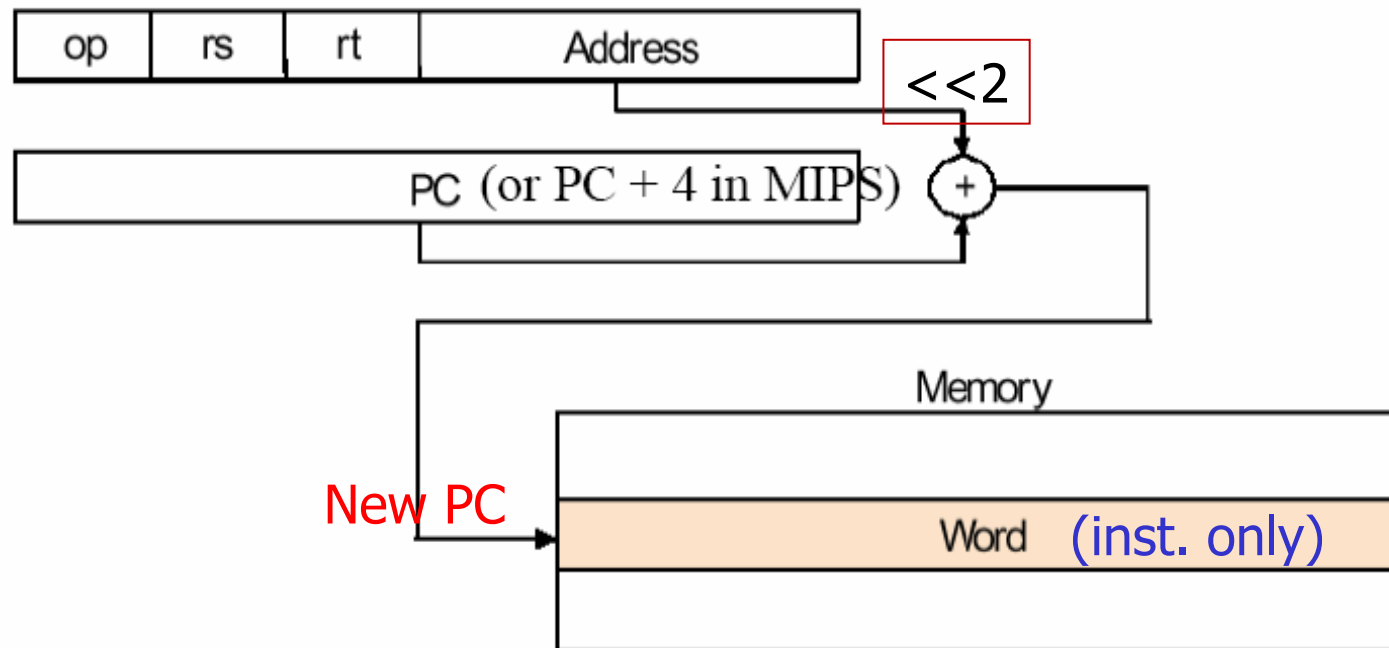 op rs rt Address
<<2
PC (or PC + 4 in MIPS) +
Memory
New PC
Word (inst. only)